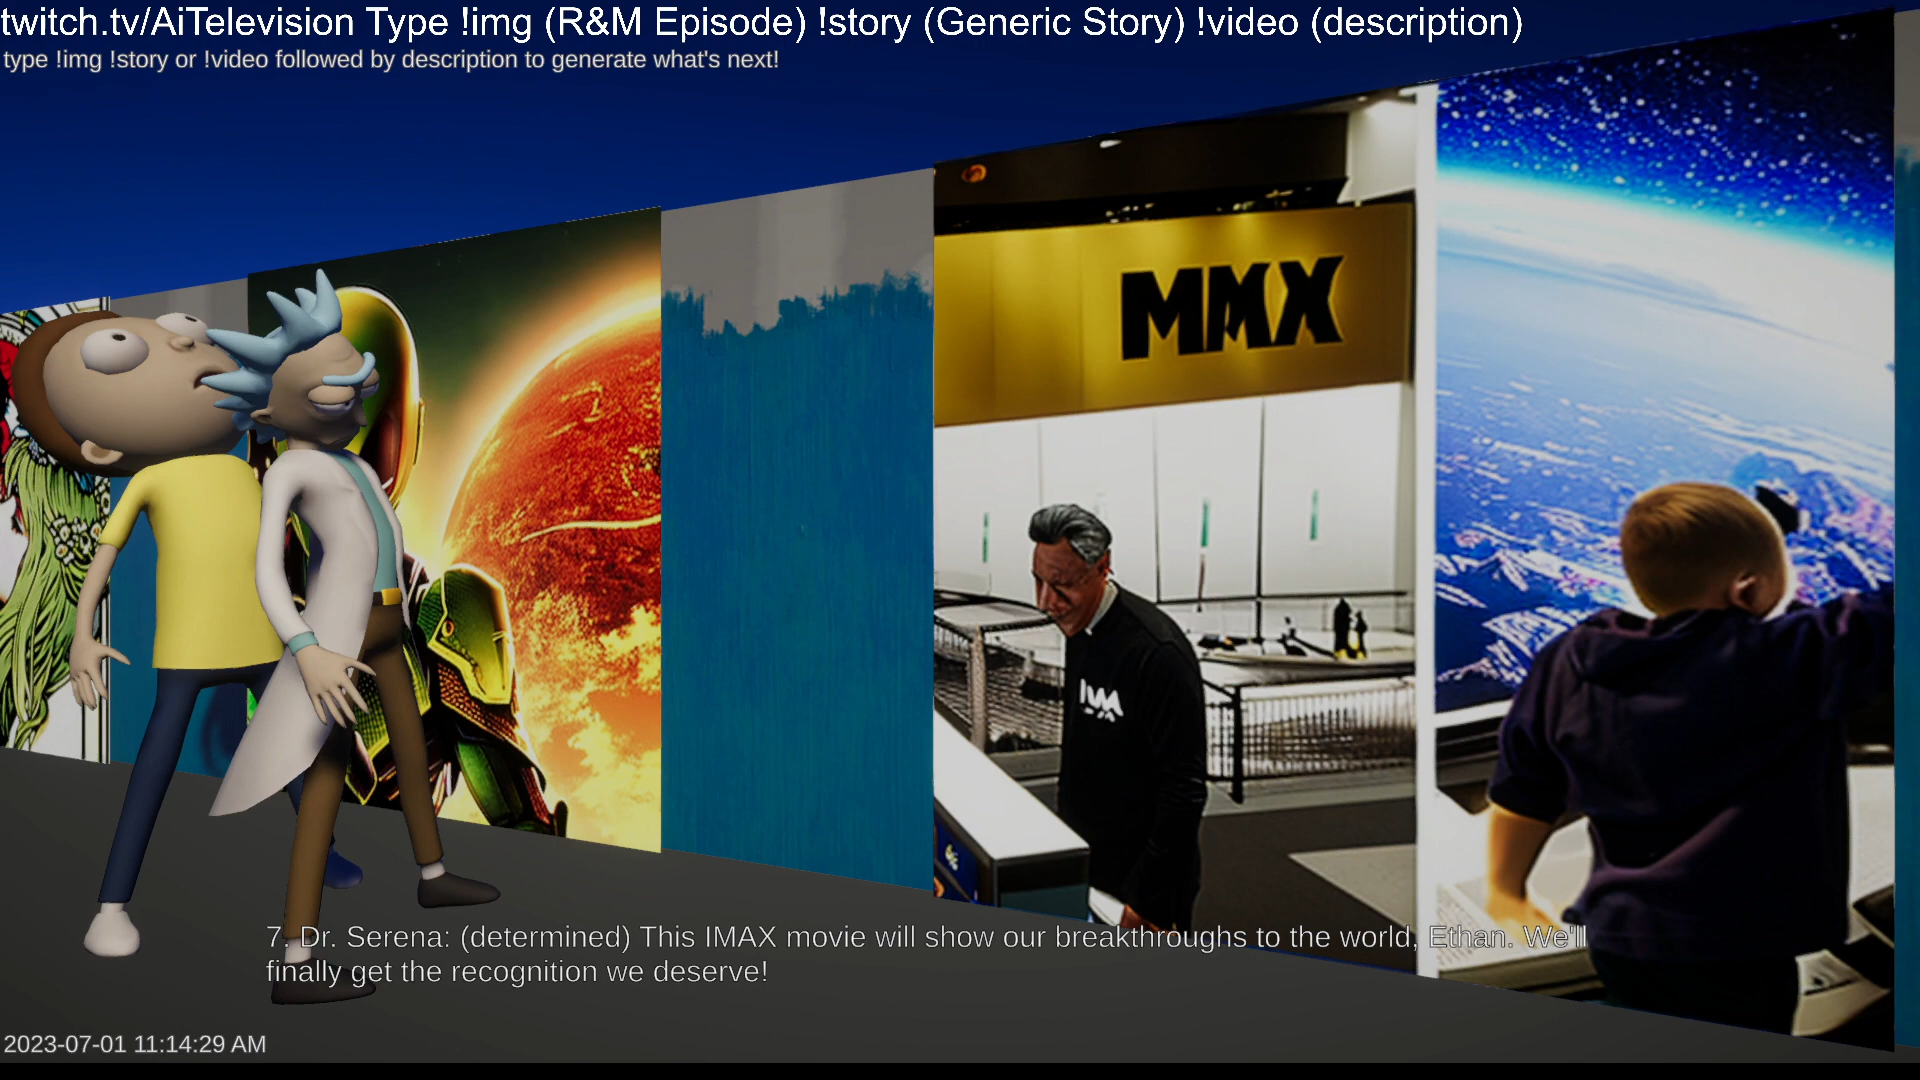 twitch.tv/AiTelevision Type !img (R&M Episode) !story (Generic Story) !video (description)
type !img !story or !video followed by description to generate what's next!
MMX
7. Dr. Serena: (determined) This IMAX movie will show our breakthroughs to the world, Ethan. We'll
finally get the recognition we deserve!
2023-07-01 11:14:29 AM